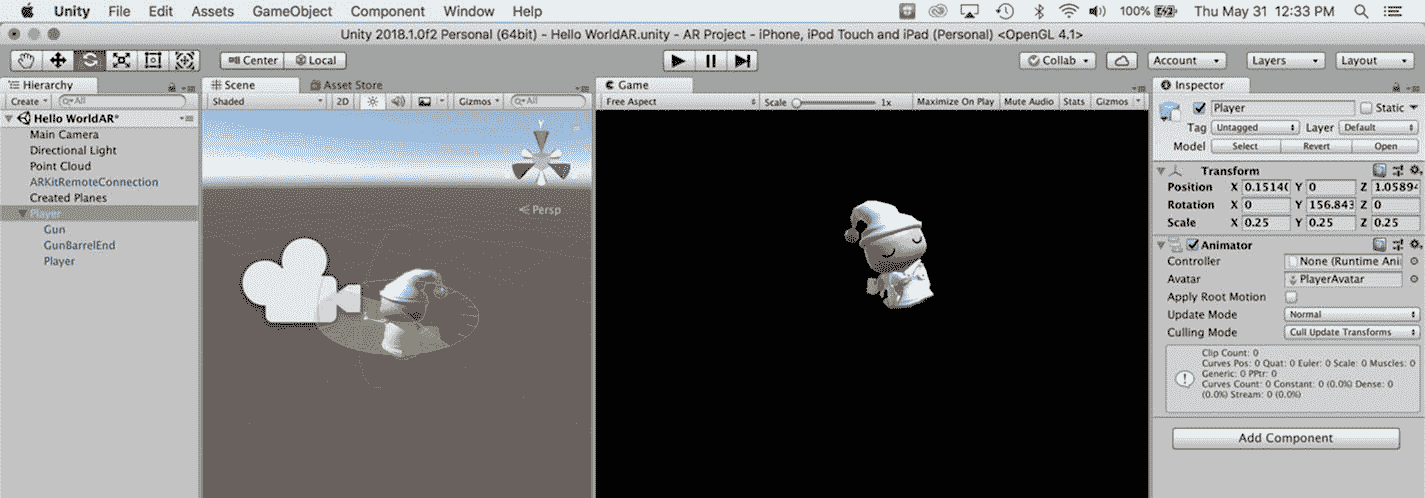 Unity File Edit Assets GameObject Component Window Help 100% Thu May 31 12:33 PM
Unity 2018.1.0f2 Personal (64bit) - Hello WorldAR.unity - AR Project - iPhone, iPod Touch and iPad (Personal) <OpenGL 4.1>
Center Local Collab Account Layers Layout
Hierarchy
Create All
Hello WorldAR*
Main Camera
Directional Light
Point Cloud
ARKitRemoteConnection
Created Planes
Player
Gun
GunBarrelEnd
Player
Scene Asset Store
Shaded 2D Gizmos All
Y
Persp
Game
Free Aspect Scale 1x Maximize On Play Mute Audio Stats Gizmos
Inspector
Player Static
Tag Untagged Layer Default
Model Select Revert Open
Transform
Position X 0.1514( Y 0 Z 1.0589
Rotation X 0 Y 156.843 Z 0
Scale X 0.25 Y 0.25 Z 0.25
Animator
Controller None (Runtime Ani
Avatar PlayerAvatar
Apply Root Motion
Update Mode Normal
Culling Mode Cull Update Transforms
Clip Count: 0
Curves Pos: 0 Quat: 0 Euler: 0 Scale: 0 Muscles: 0
Generic: 0 PPtr: 0
Curves Count: 0 Constant: 0 (0.0%) Dense: 0
(0.0%) Stream: 0 (0.0%)
Add Component